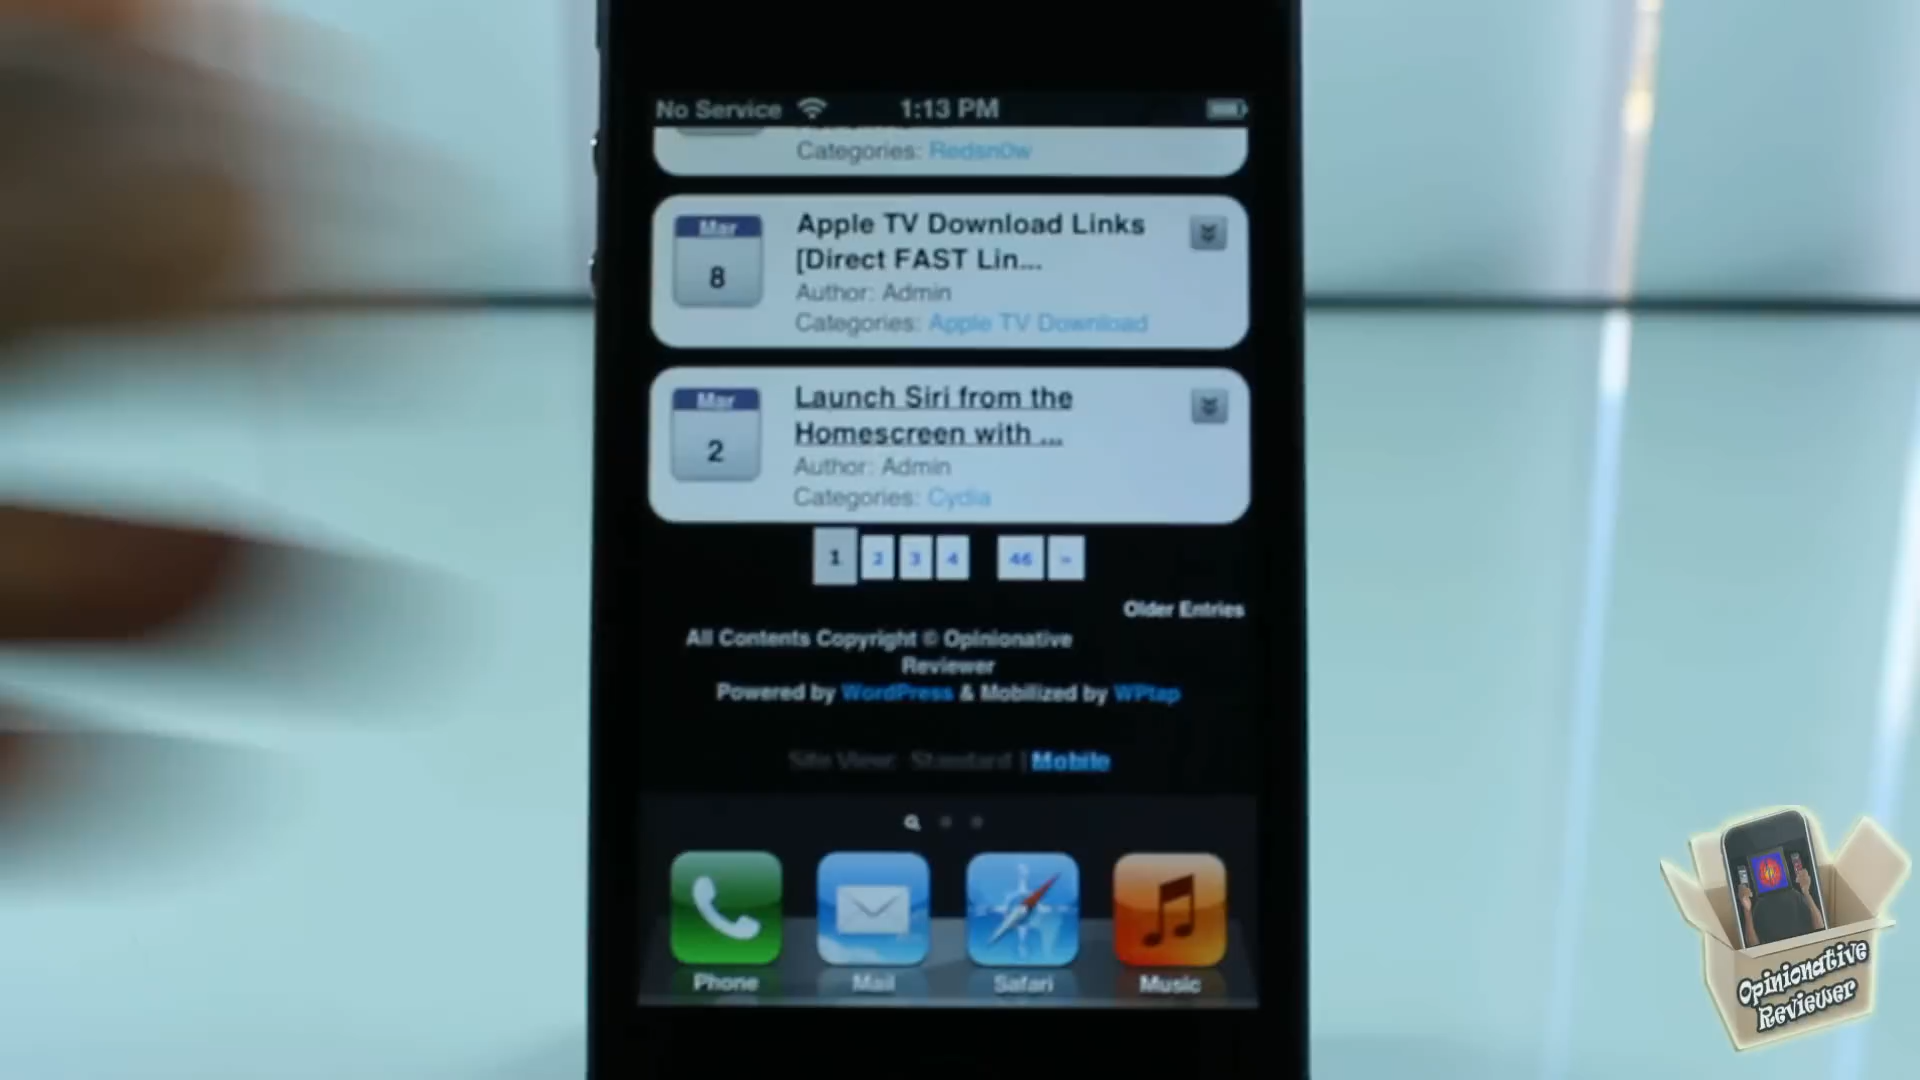 No Service
1:13 PM
Categories: Redsn0w
Mar
8
Apple TV Download Links
[Direct FAST Lin...
Author: Admin
Categories: Apple TV Download
Mar
2
Launch Siri from the
Homescreen with ...
Author: Admin
Categories: Cydia
1 2 3 4 46 »
Older Entries
All Contents Copyright © Opinionative
Reviewer
Powered by WordPress & Mobilized by WPtap
Site View: Standard | Mobile
Phone
Mail
Safari
Music
Opinionative
Reviewer